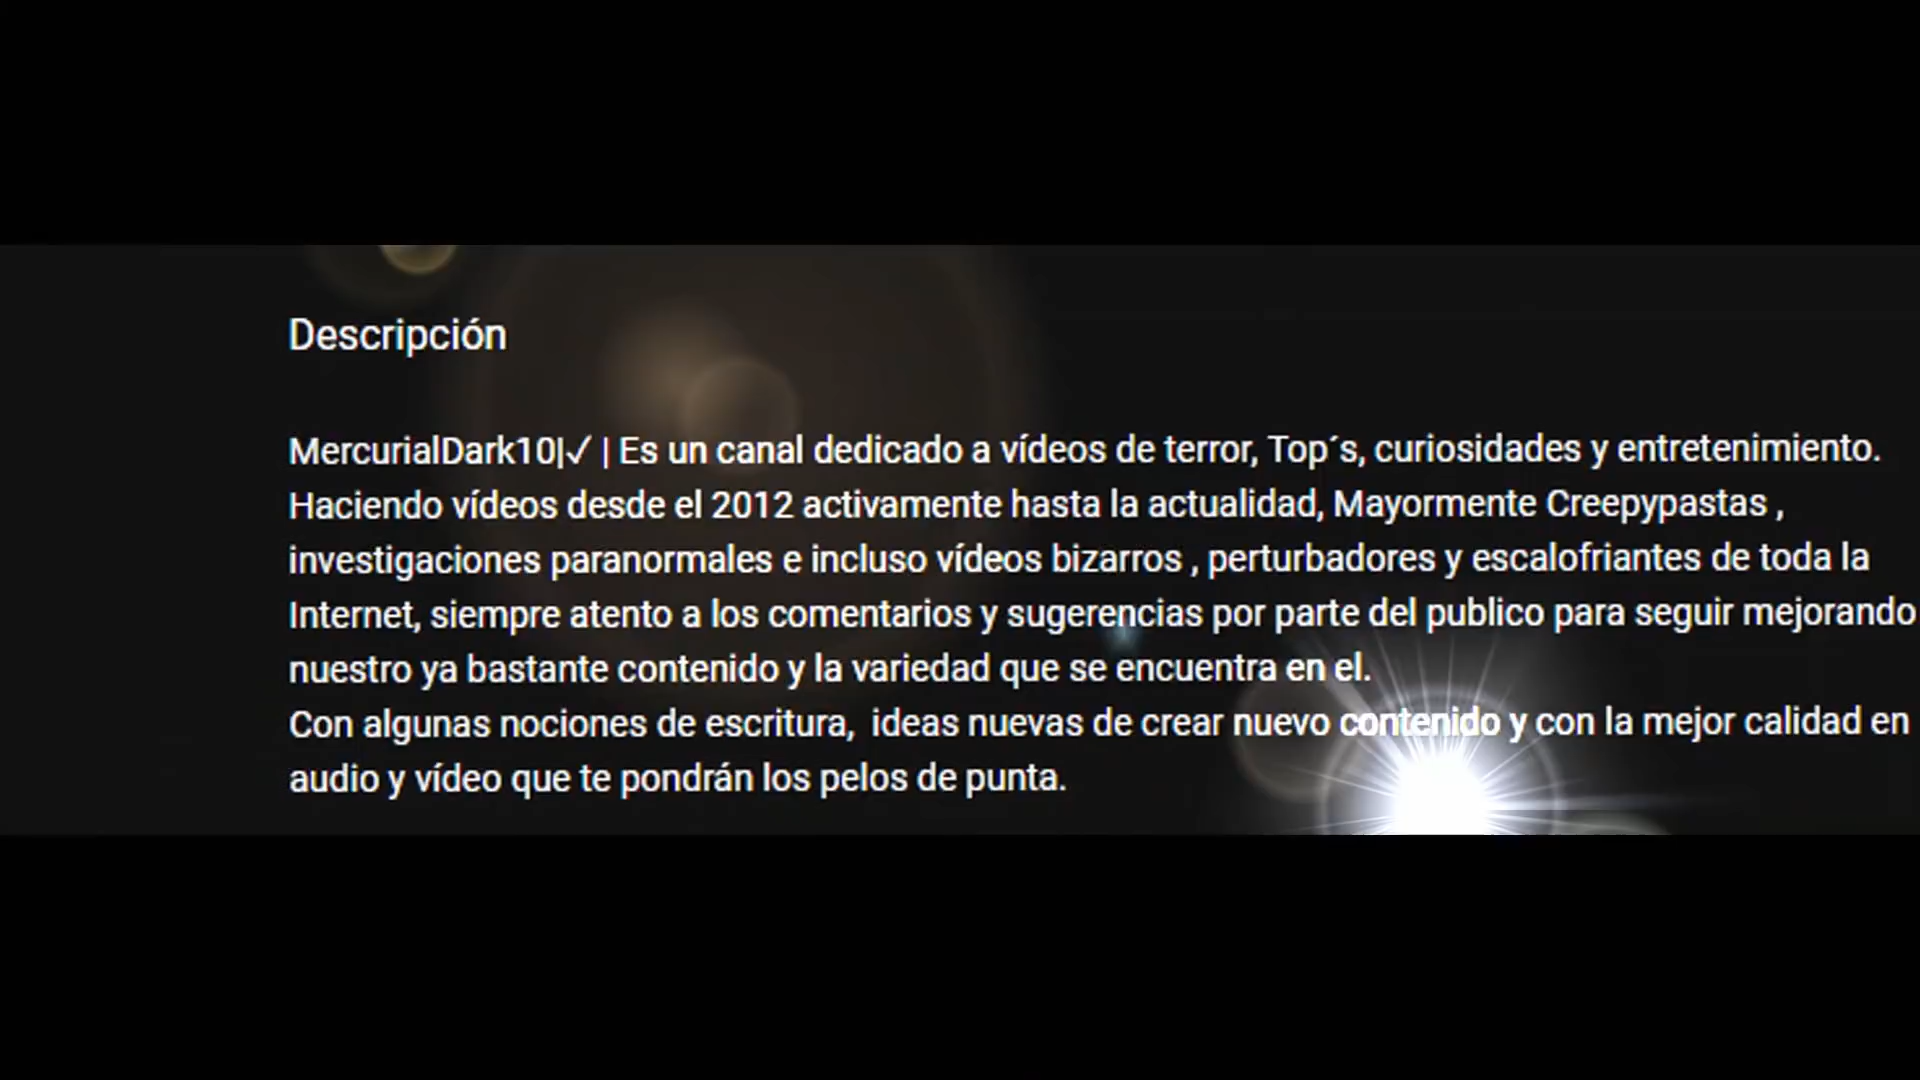 Descripción
MercurialDark10|✓ | Es un canal dedicado a vídeos de terror, Top´s, curiosidades y entretenimiento.
Haciendo vídeos desde el 2012 activamente hasta la actualidad, Mayormente Creepypastas ,
investigaciones paranormales e incluso vídeos bizarros , perturbadores y escalofriantes de toda la
Internet, siempre atento a los comentarios y sugerencias por parte del publico para seguir mejorando
nuestro ya bastante contenido y la variedad que se encuentra en el.
Con algunas nociones de escritura, ideas nuevas de crear nuevo contenido y con la mejor calidad en
audio y vídeo que te pondrán los pelos de punta.